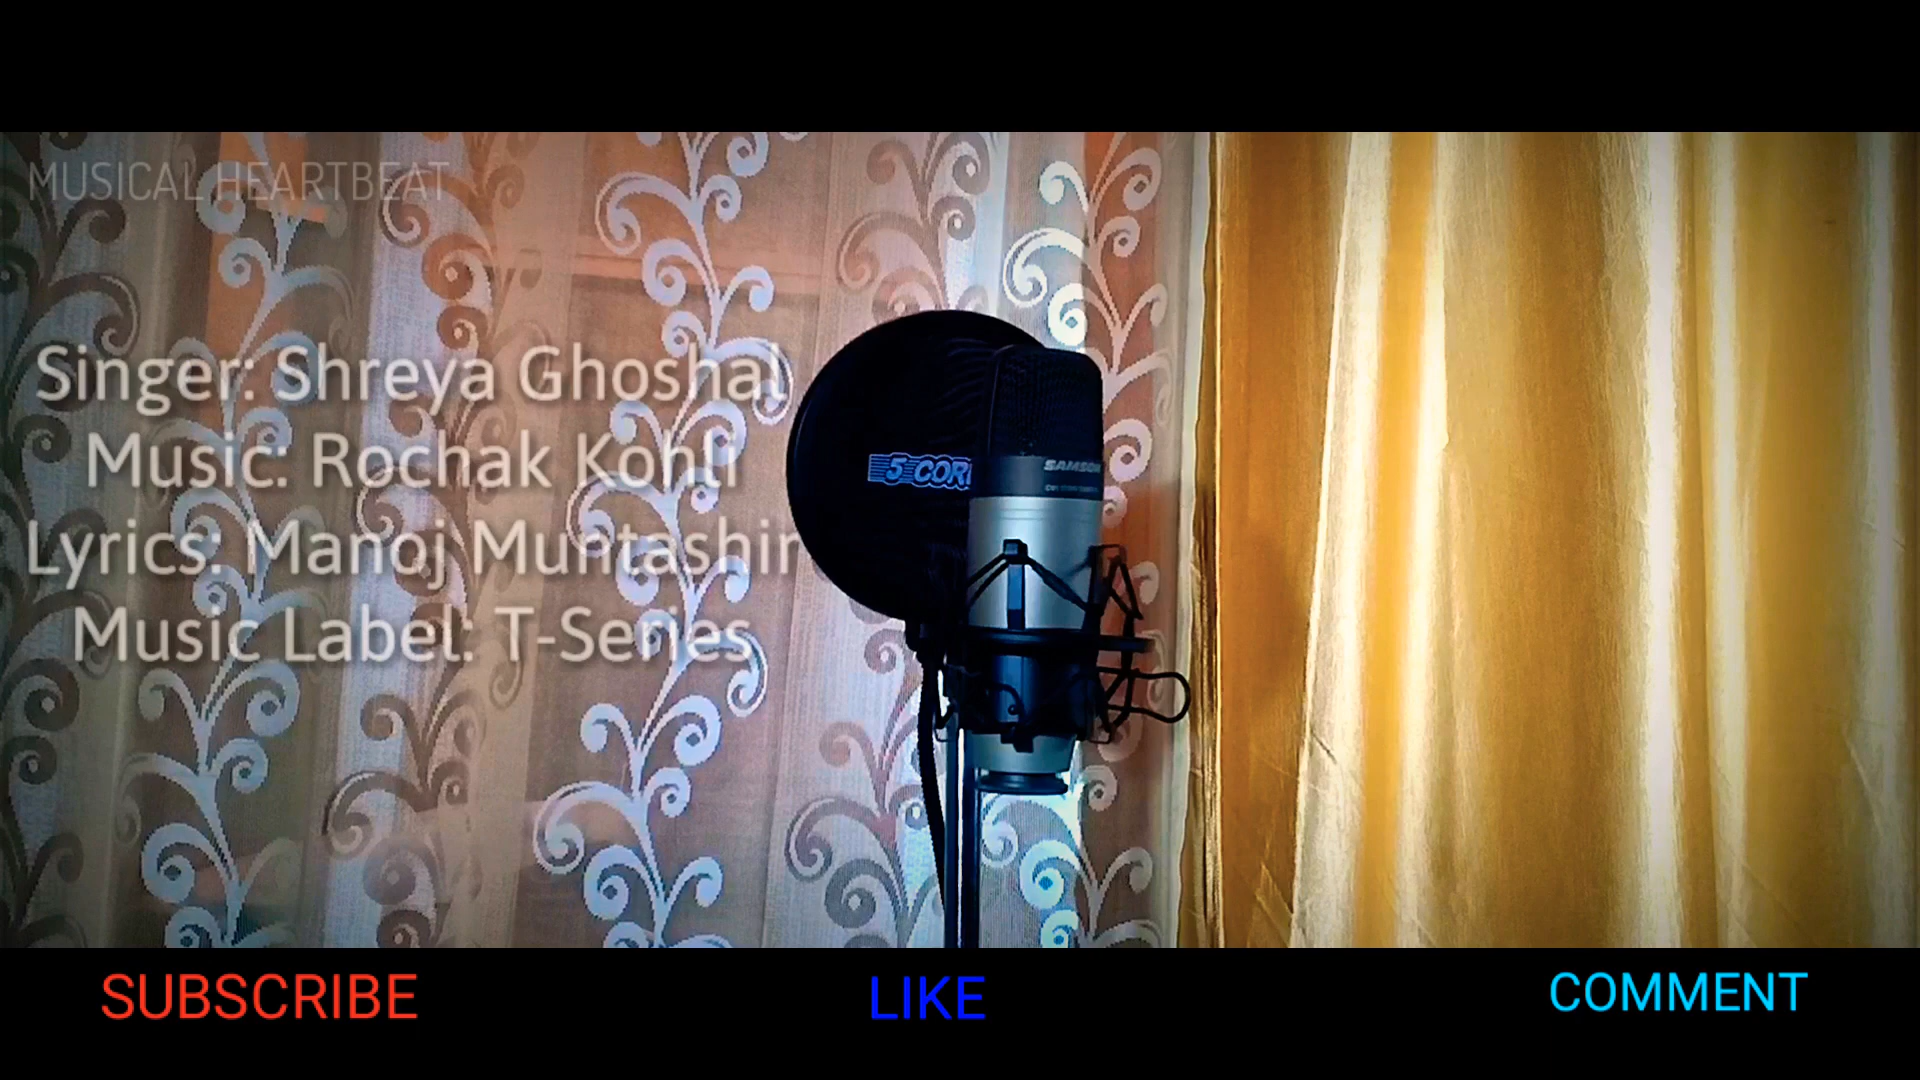 MUSICAL HEARTBEAT
Singer: Shreya Ghoshal
Music: Rochak Kohli
Lyrics: Manoj Muntashir
Music Label: T-Series
5 COR
SAMSON
SUBSCRIBE
LIKE
COMMENT